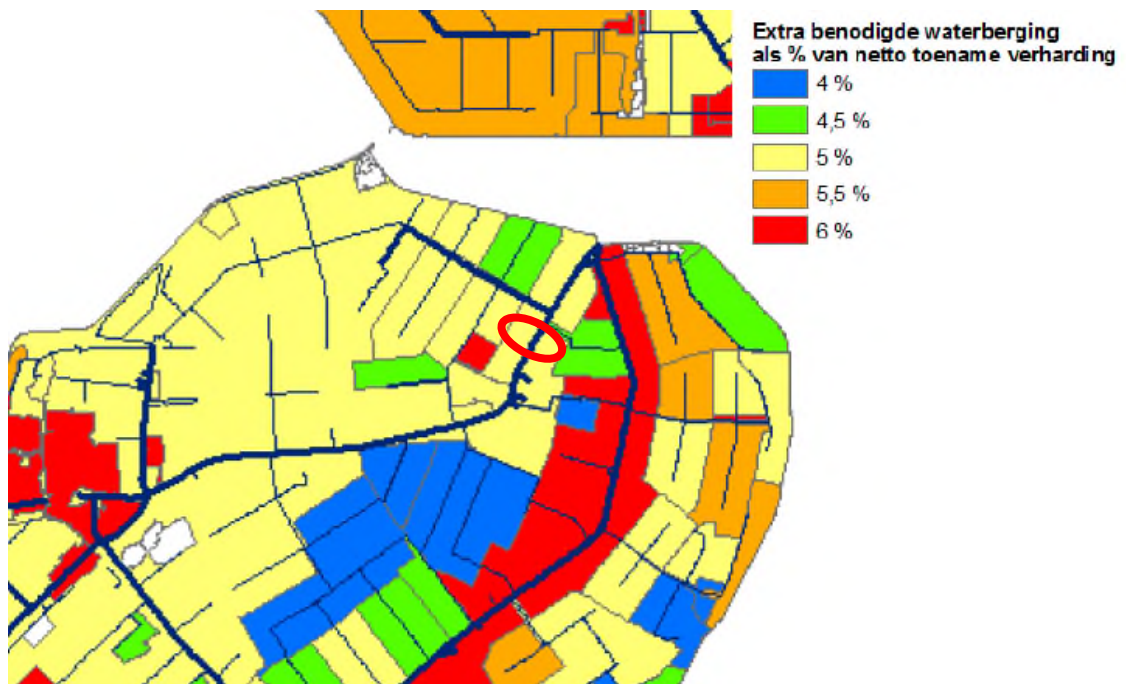 Extra benodigde waterberging
als % van netto toename verharding
4 %
4,5 %
5 %
5,5 %
6 %